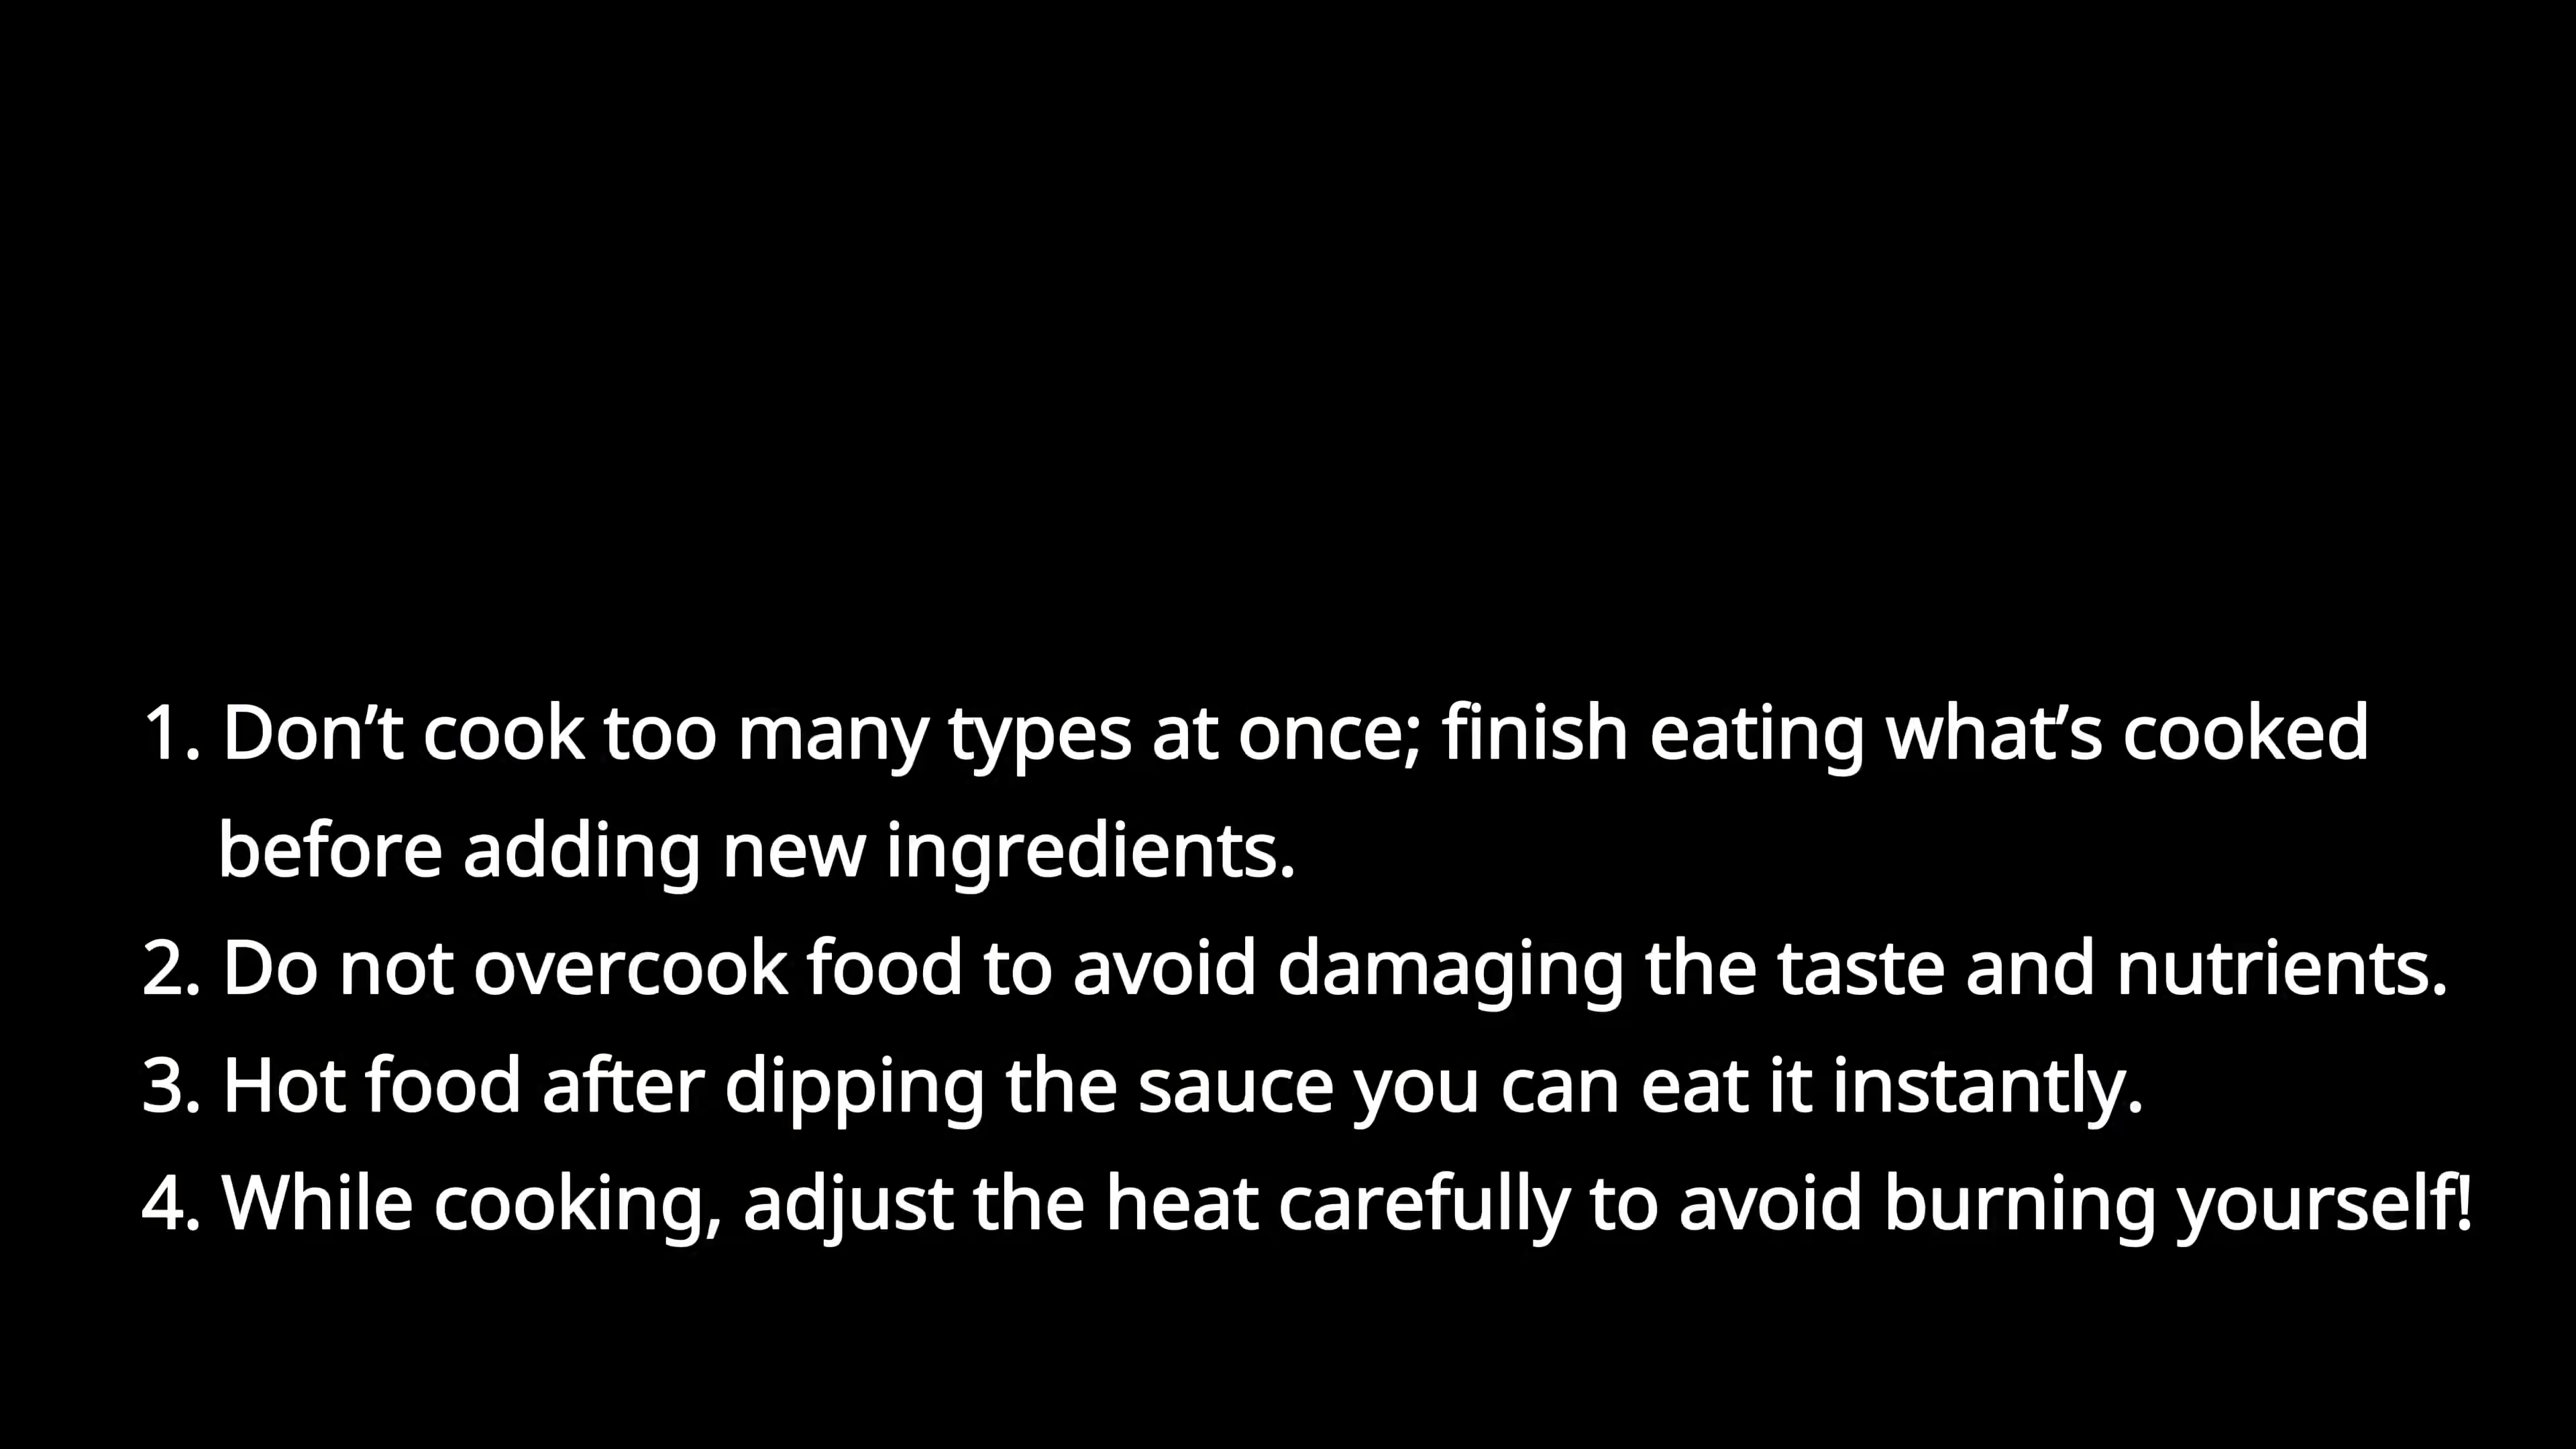 1. Don’t cook too many types at once; finish eating what’s cooked
before adding new ingredients.
2. Do not overcook food to avoid damaging the taste and nutrients.
3. Hot food after dipping the sauce you can eat it instantly.
4. While cooking, adjust the heat carefully to avoid burning yourself!